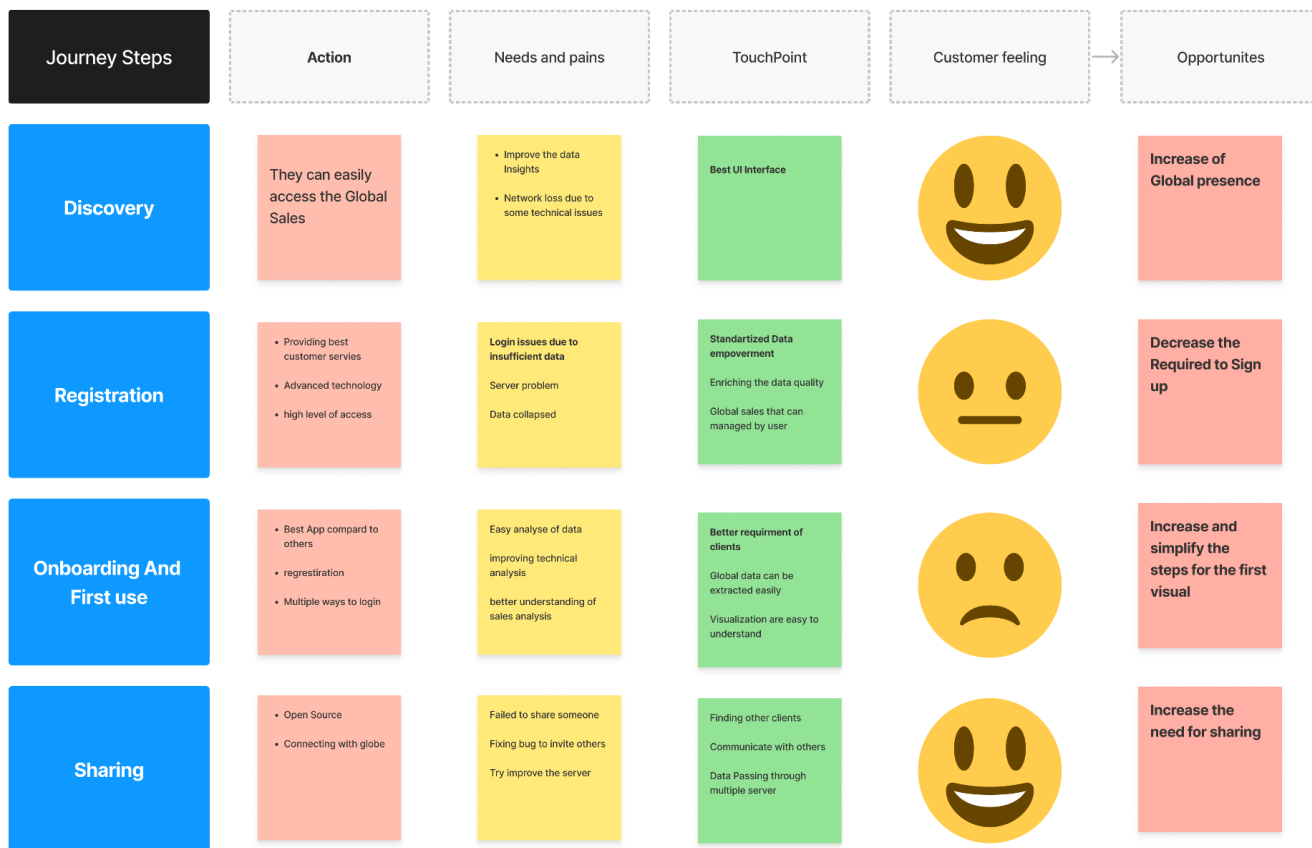 Journey Steps
Action
Needs and pains
TouchPoint
Customer feeling
Opportunites
Discovery
They can easily
access the Global
Sales
• Improve the data
Insights
• Network loss due to
some technical issues
Best UI Interface
Increase of
Global presence
Registration
• Providing best
customer servies
• Advanced technology
• high level of access
Login issues due to
insufficient data
Server problem
Data collapsed
Standartized Data
empoverment
Enriching the data quality
Global sales that can
managed by user
Decrease the
Required to Sign
up
Onboarding And
First use
• Best App compard to
others
• regrestiration
• Multiple ways to login
Easy analyse of data
improving technical
analysis
better understanding of
sales analysis
Better requirment of
clients
Global data can be
extracted easily
Visualization are easy to
understand
Increase and
simplify the
steps for the first
visual
Sharing
• Open Source
• Connecting with globe
Failed to share someone
Fixing bug to invite others
Try improve the server
Finding other clients
Communicate with others
Data Passing through
multiple server
Increase the
need for sharing